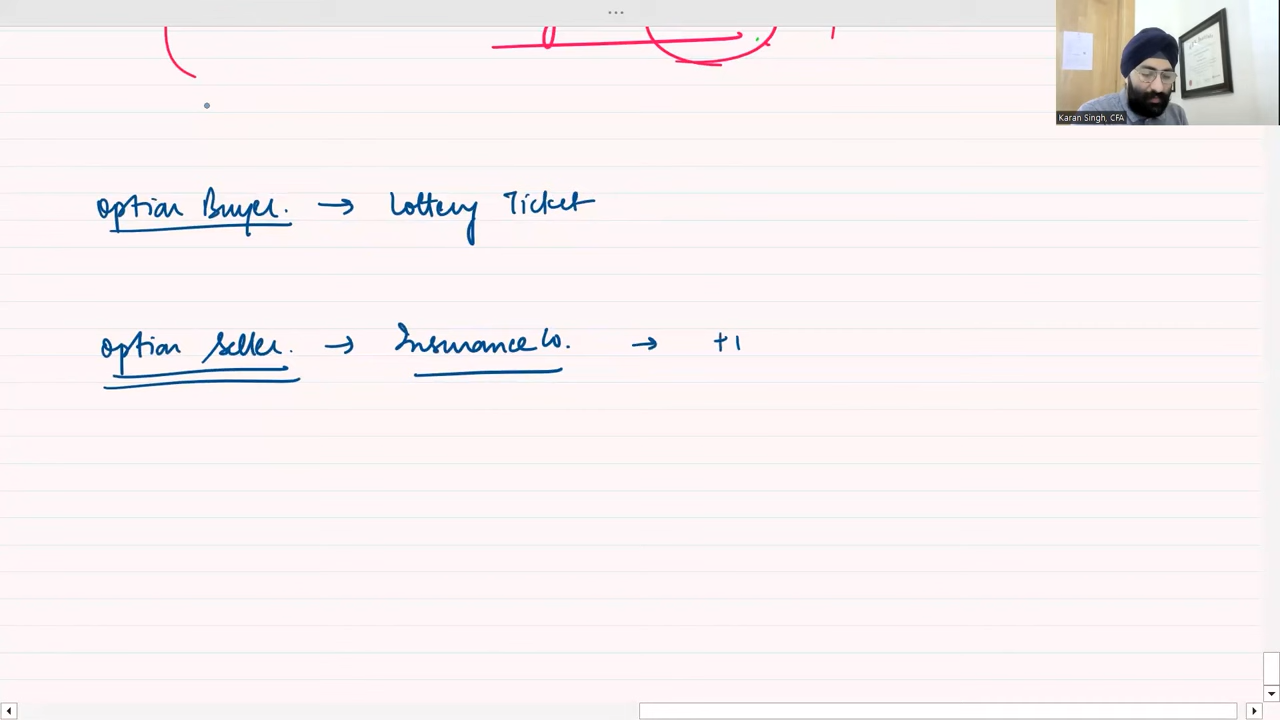 Karan Singh, CFA
Option Buyer. → Lottery Ticket
Option Seller. → Insurance Co. → +1